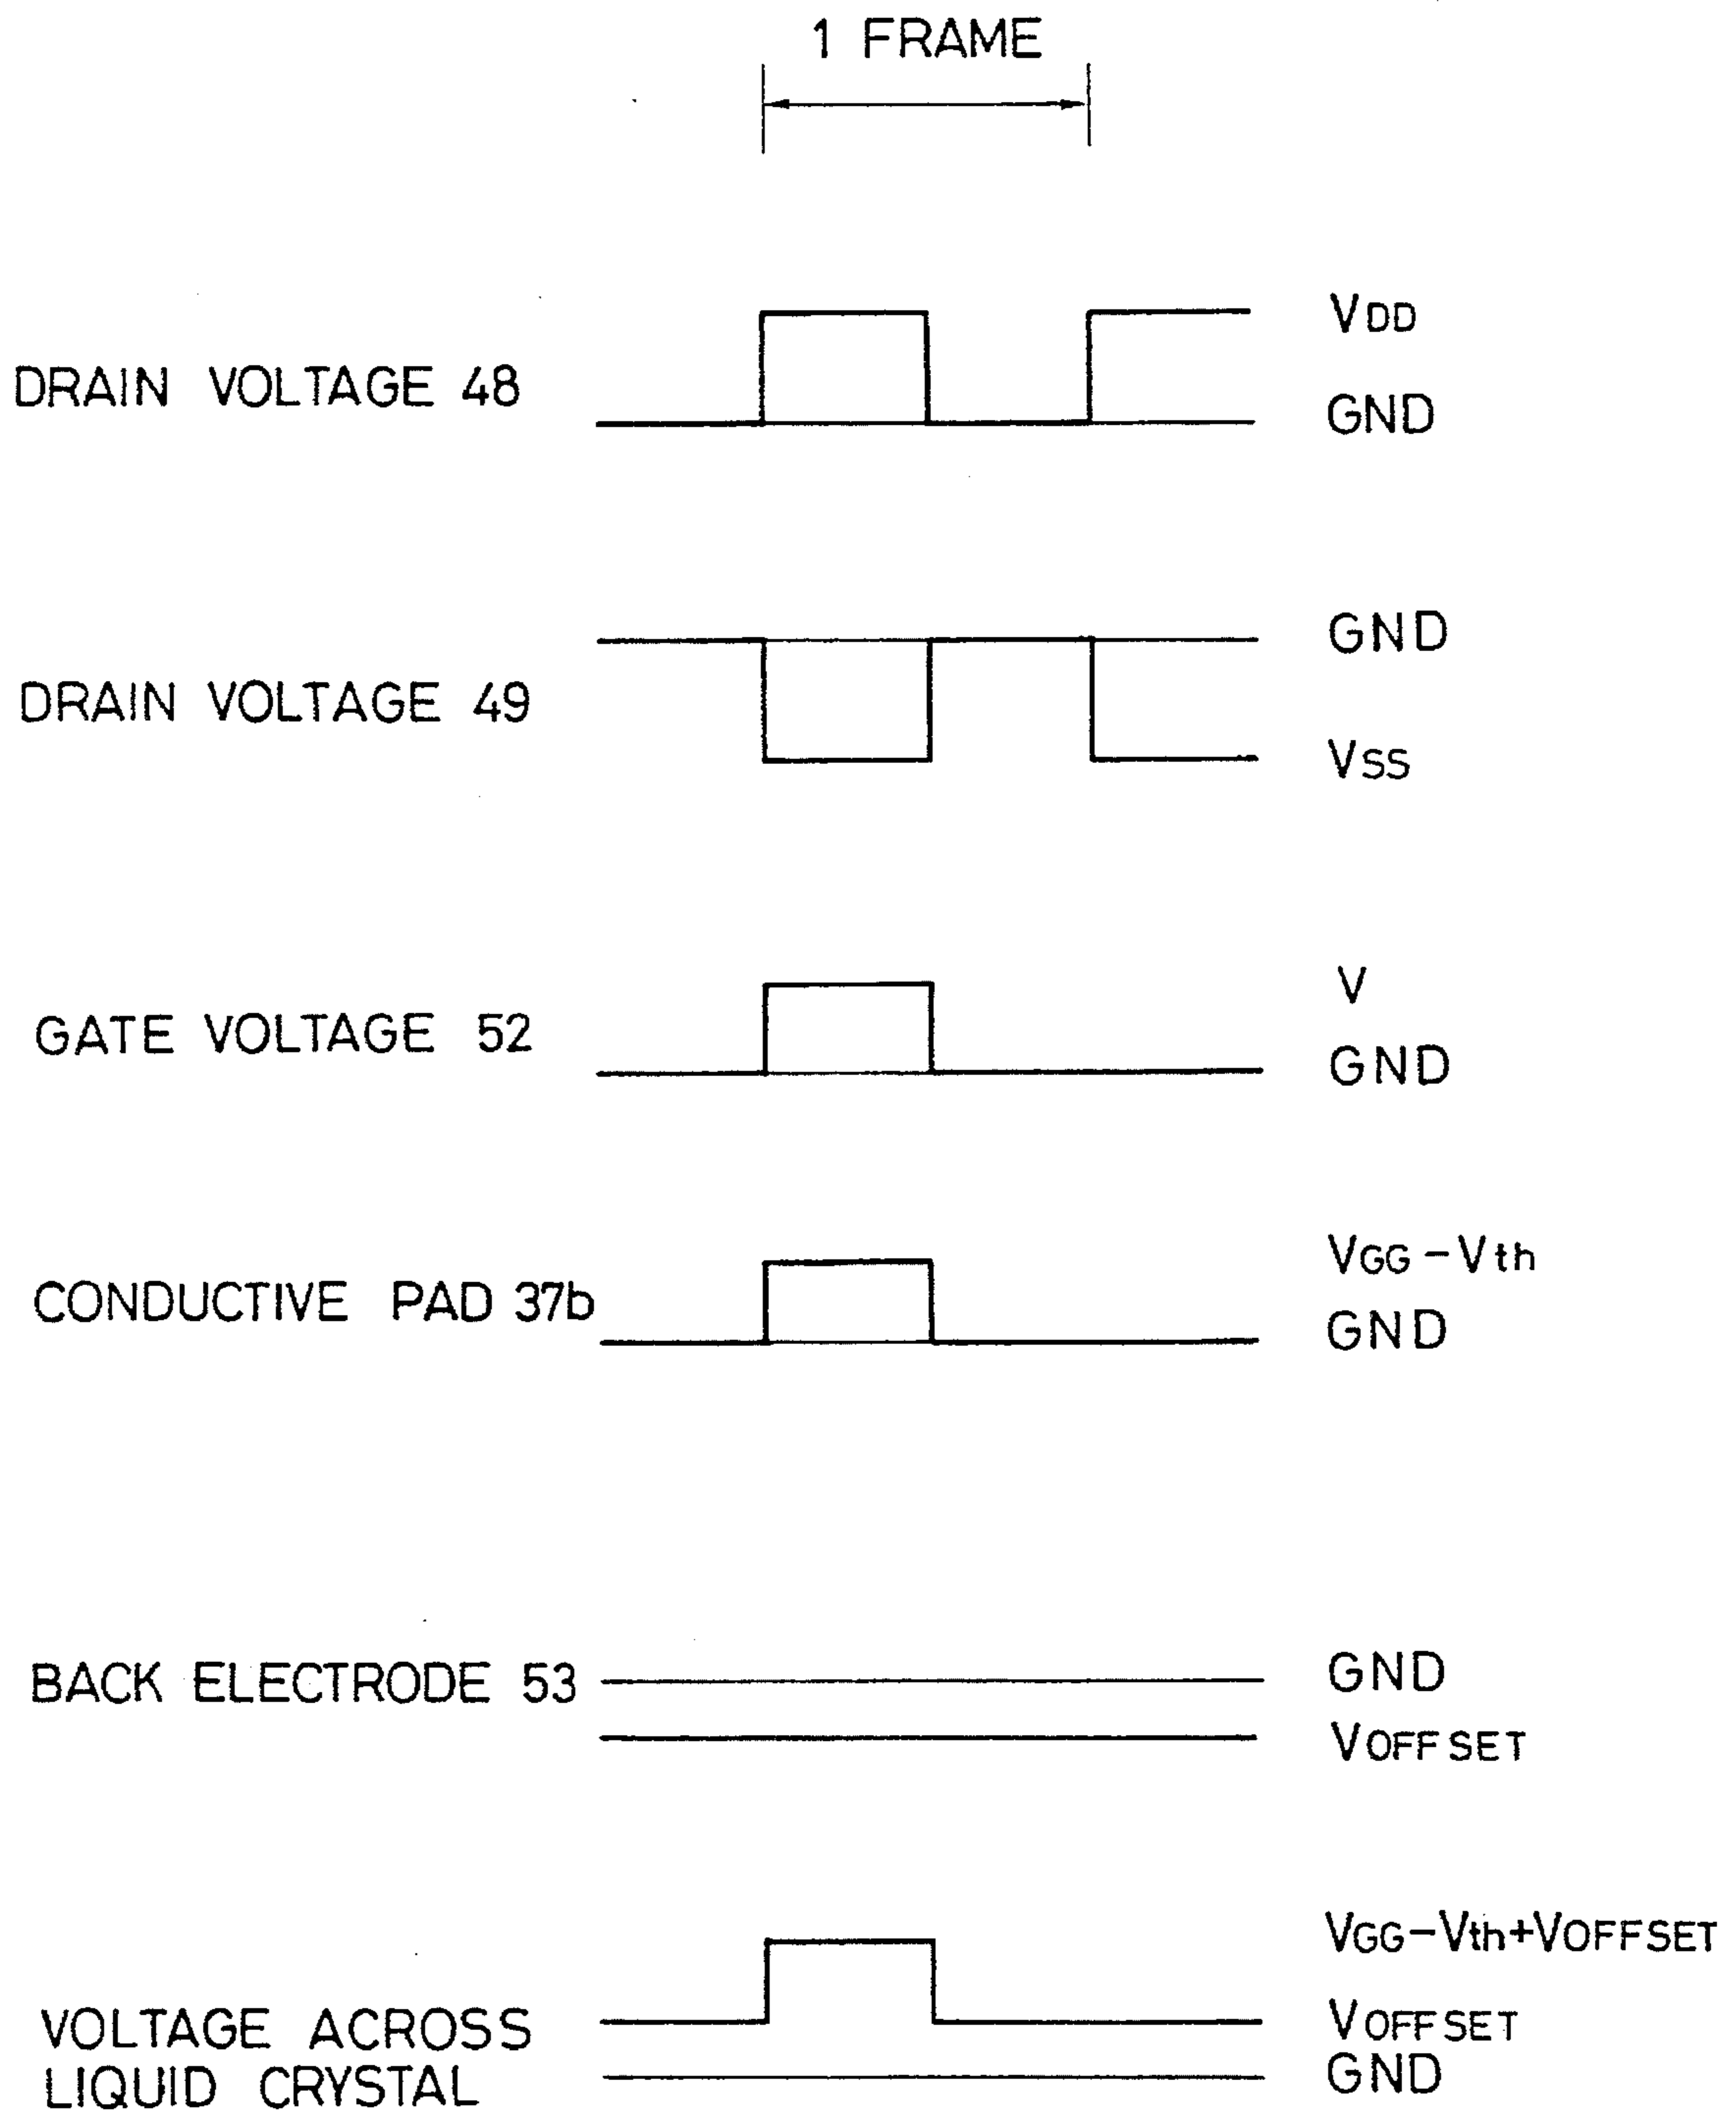 1 FRAME
VDD
DRAIN VOLTAGE 48
GND
GND
DRAIN VOLTAGE 49
VSS
V
GATE VOLTAGE 52
GND
VGG-Vth
CONDUCTIVE PAD 37b
GND
BACK ELECTRODE 53
GND
VOFFSET
VGG-Vth+VOFFSET
VOLTAGE ACROSS
LIQUID CRYSTAL
VOFFSET
GND